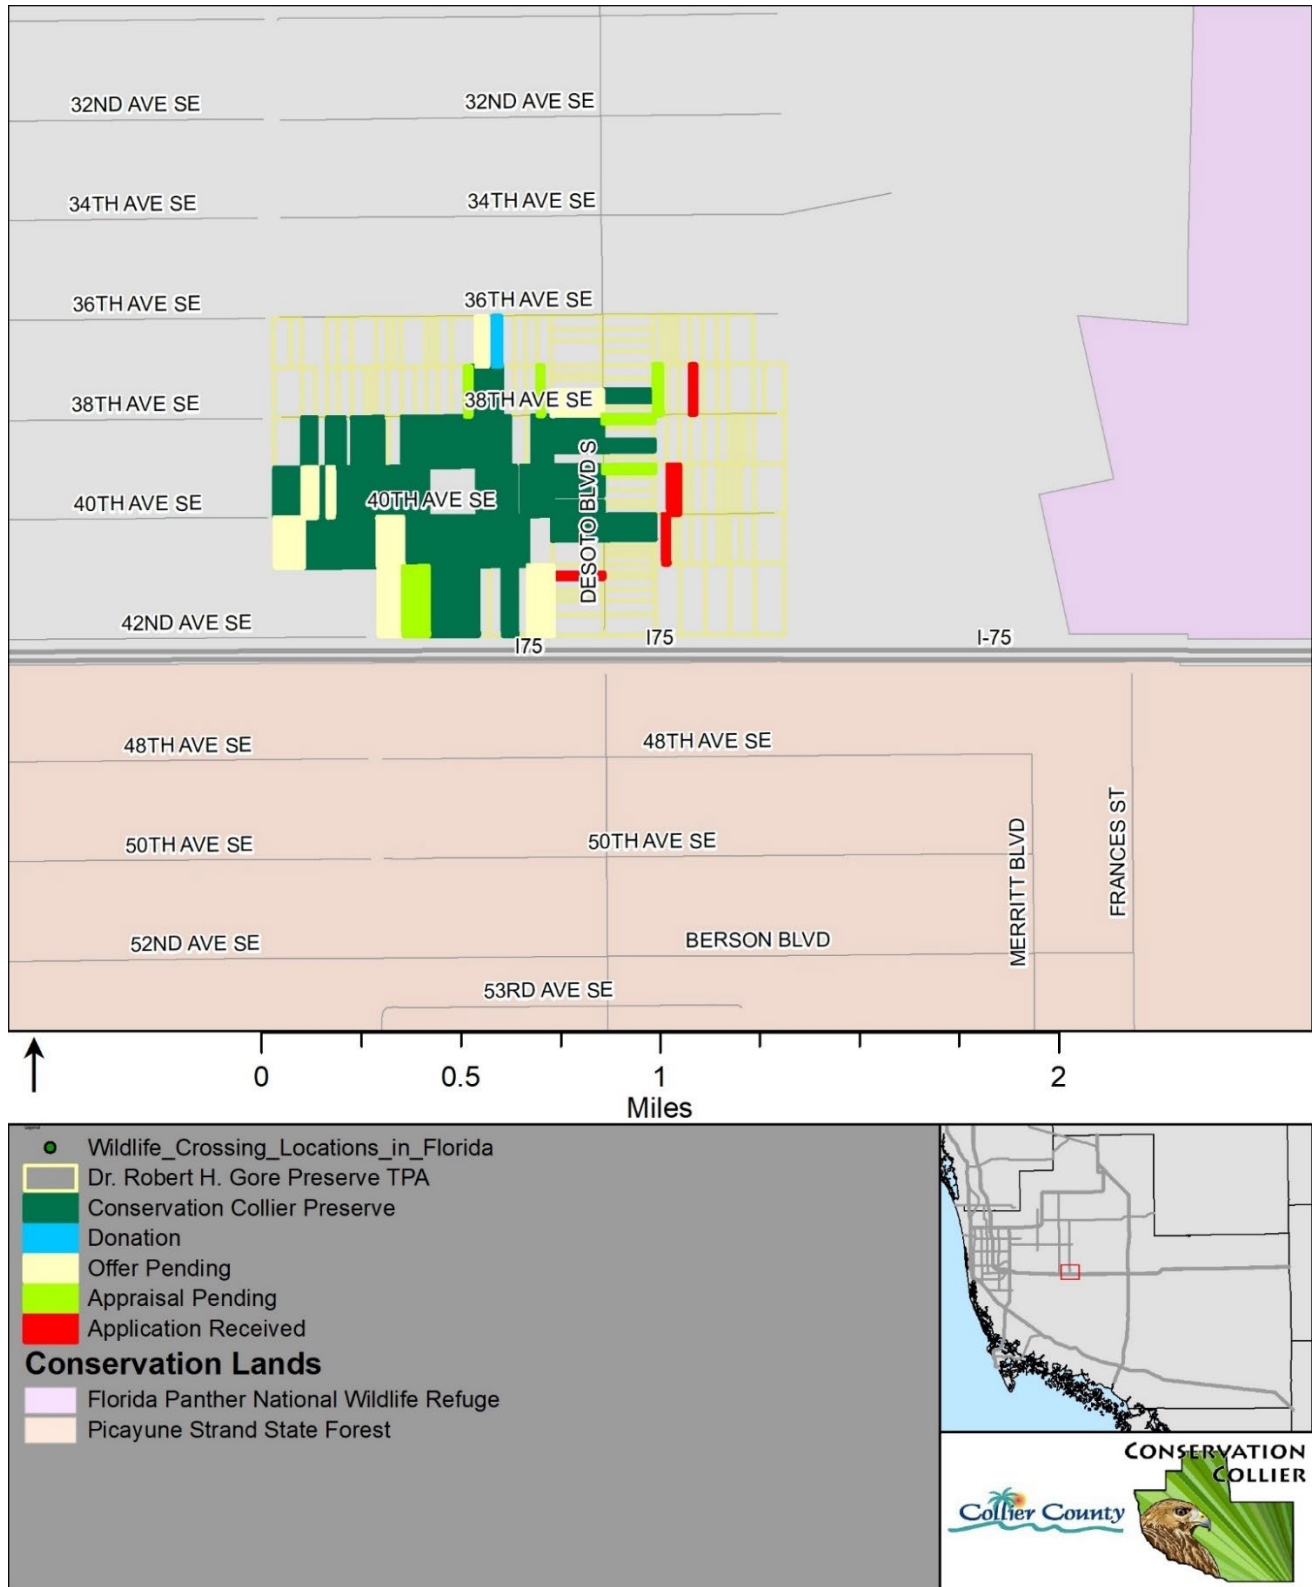 32ND AVE SE
32ND AVE SE
34TH AVE SE
34TH AVE SE
36TH AVE SE
36TH AVE SE
38TH AVE SE
38TH AVE SE
40TH AVE SE
40TH AVE SE
DESOTO BLVD S
42ND AVE SE
I75
I75
I-75
48TH AVE SE
48TH AVE SE
50TH AVE SE
50TH AVE SE
MERRITT BLVD
FRANCES ST
52ND AVE SE
BERSON BLVD
53RD AVE SE
0
0.5
1
2
Miles
Legend
Wildlife_Crossing_Locations_in_Florida
Dr. Robert H. Gore Preserve TPA
Conservation Collier Preserve
Donation
Offer Pending
Appraisal Pending
Application Received
Conservation Lands
Florida Panther National Wildlife Refuge
Picayune Strand State Forest
CONSERVATION
COLLIER
Collier County